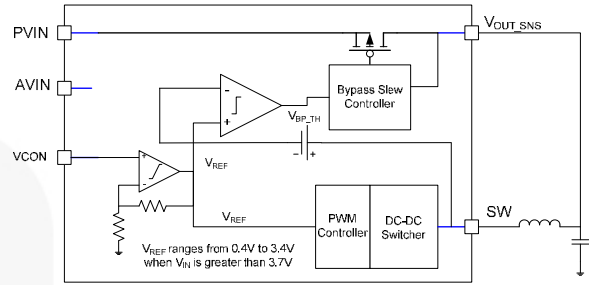 PVIN
VOUT_SNS
AVIN
Bypass Slew
Controller
-
+
VBP_TH
- +
VCON
+
-
VREF
VREF
PWM
Controller
DC-DC
Switcher
SW
VREF ranges from 0.4V to 3.4V
when VIN is greater than 3.7V